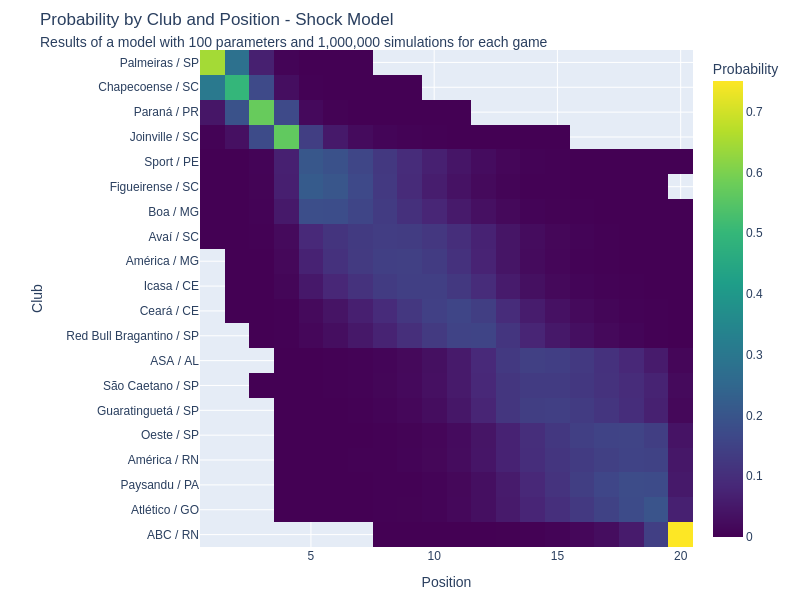 Probability by Club and Position - Shock Model
Results of a model with 100 parameters and 1,000,000 simulations for each game
Probability
Palmeiras / SP
Chapecoense / SC
Paraná / PR
Joinville / SC
Sport / PE
Figueirense / SC
Boa / MG
Avaí / SC
América / MG
Icasa / CE
Ceará / CE
Red Bull Bragantino / SP
ASA / AL
São Caetano / SP
Guaratinguetá / SP
Oeste / SP
América / RN
Paysandu / PA
Atlético / GO
ABC / RN
Club
5
10
15
20
Position
0.7
0.6
0.5
0.4
0.3
0.2
0.1
0